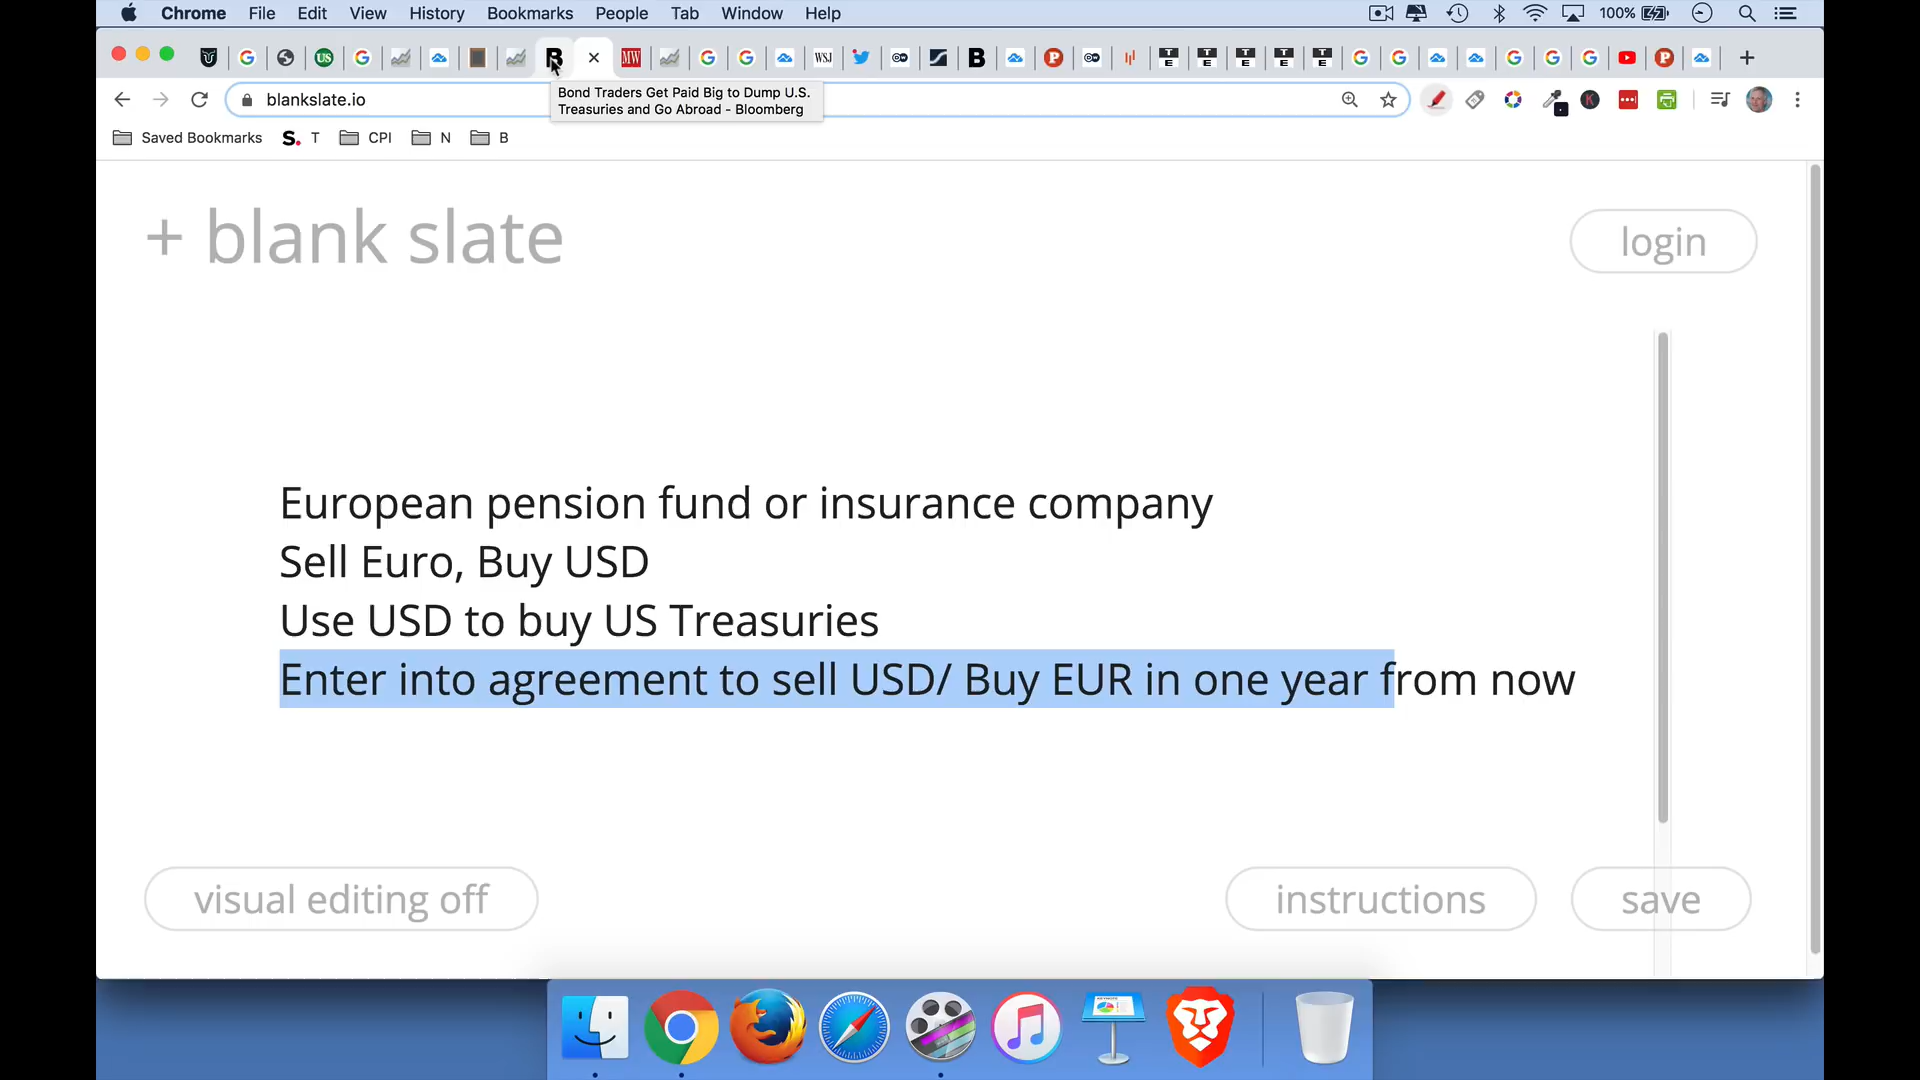 Chrome File Edit View History Bookmarks People Tab Window Help 100%
US B MW WSJ B P T E T E T E T E T E P
blankslate.io
Bond Traders Get Paid Big to Dump U.S.
Treasuries and Go Abroad - Bloomberg
K
Saved Bookmarks S. T CPI N B
+ blank slate
login
European pension fund or insurance company
Sell Euro, Buy USD
Use USD to buy US Treasuries
Enter into agreement to sell USD/ Buy EUR in one year from now
visual editing off
instructions
save